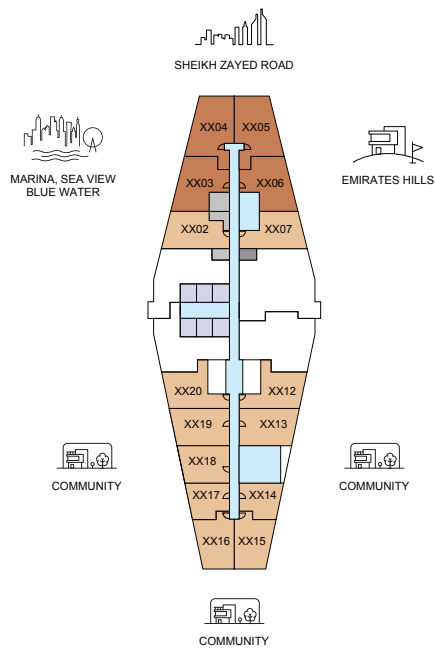 SHEIKH ZAYED ROAD
MARINA, SEA VIEW
BLUE WATER
EMIRATES HILLS
XX04
XX05
XX03
XX06
XX02
XX07
XX20
XX12
XX19
XX13
XX18
XX17
XX14
XX16
XX15
COMMUNITY
COMMUNITY
COMMUNITY